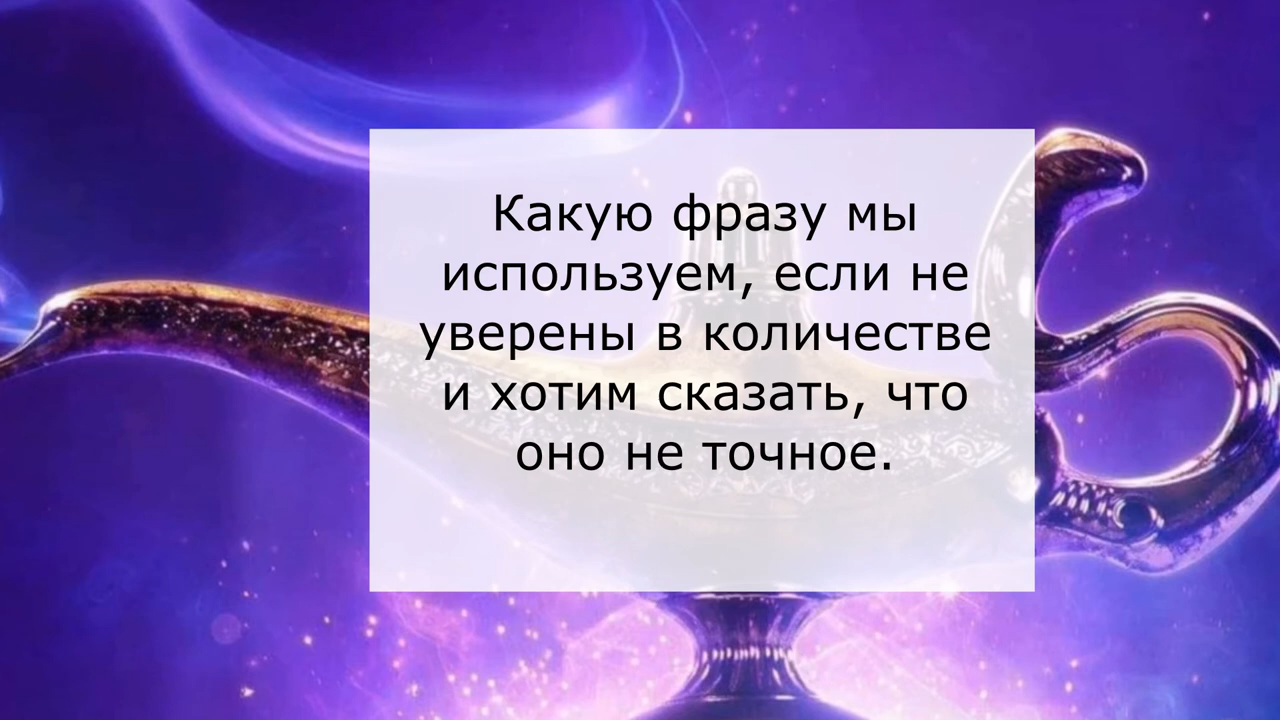 Какую фразу мы
используем, если не
уверены в количестве
и хотим сказать, что
оно не точное.